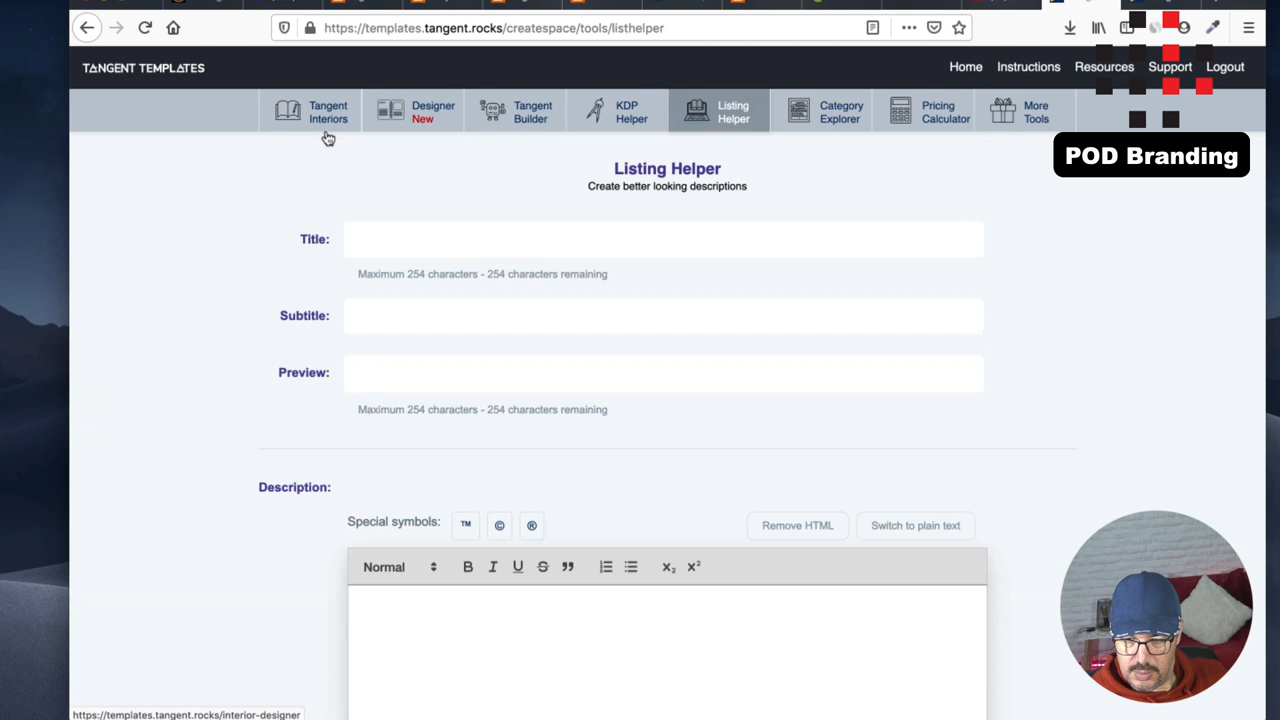 https://templates.tangent.rocks/createspace/tools/listhelper
TANGENT TEMPLATES
Home Instructions Resources Support Logout
Tangent Interiors
Designer New
Tangent Builder
KDP Helper
Listing Helper
Category Explorer
Pricing Calculator
More Tools
POD Branding
Listing Helper
Create better looking descriptions
Title:
Maximum 254 characters - 254 characters remaining
Subtitle:
Preview:
Maximum 254 characters - 254 characters remaining
Description:
Special symbols: ™ © ®
Remove HTML
Switch to plain text
Normal B I U S ” X₂ X²
https://templates.tangent.rocks/interior-designer